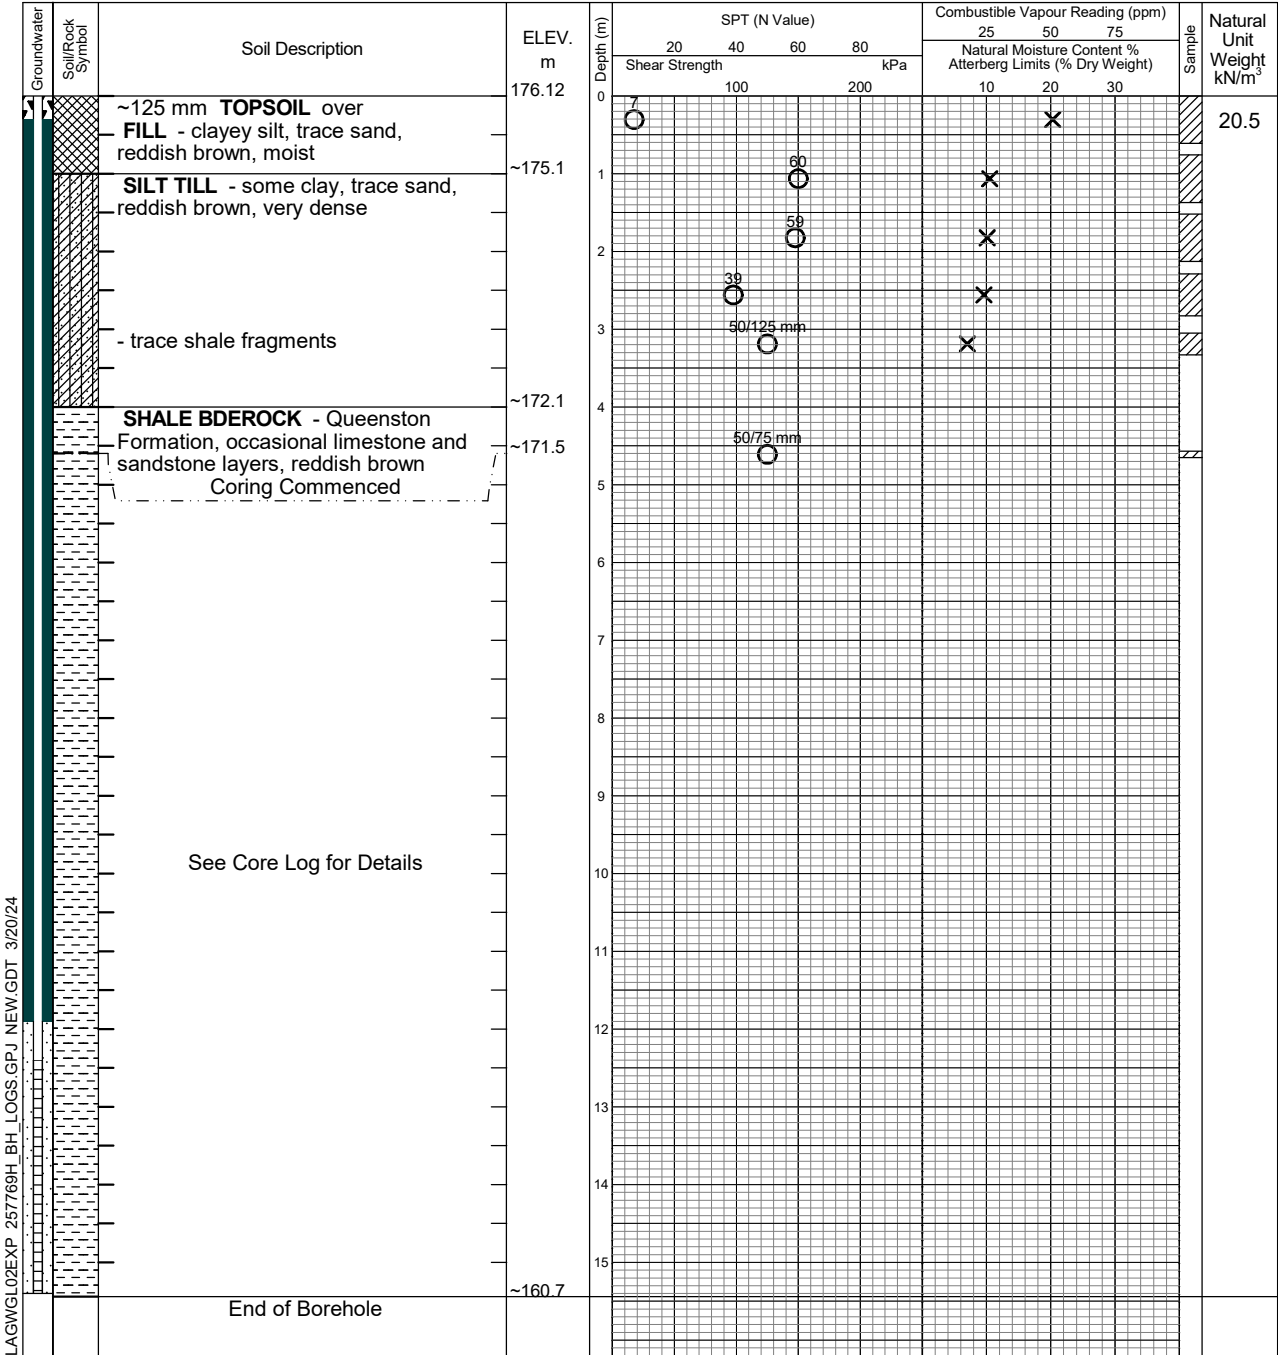 Groundwater
Soil/Rock
Symbol
Soil Description
ELEV.
m
Depth (m)
SPT (N Value)
20 40 60 80
Shear Strength kPa
100 200
Combustible Vapour Reading (ppm)
25 50 75
Natural Moisture Content %
Atterberg Limits (% Dry Weight)
10 20 30
Sample
Natural
Unit
Weight
kN/m³
176.12
0
~125 mm TOPSOIL over
FILL - clayey silt, trace sand,
reddish brown, moist
7
20.5
~175.1
1
SILT TILL - some clay, trace sand,
reddish brown, very dense
60
59
2
39
3
- trace shale fragments
50/125 mm
~172.1
4
SHALE BDEROCK - Queenston
Formation, occasional limestone and
sandstone layers, reddish brown
~171.5
50/75 mm
Coring Commenced
5
6
7
8
9
See Core Log for Details
10
11
12
13
14
15
~160.7
End of Borehole
LAGWGL02EXP 257769H_BH_LOGS.GPJ NEW.GDT 3/20/24